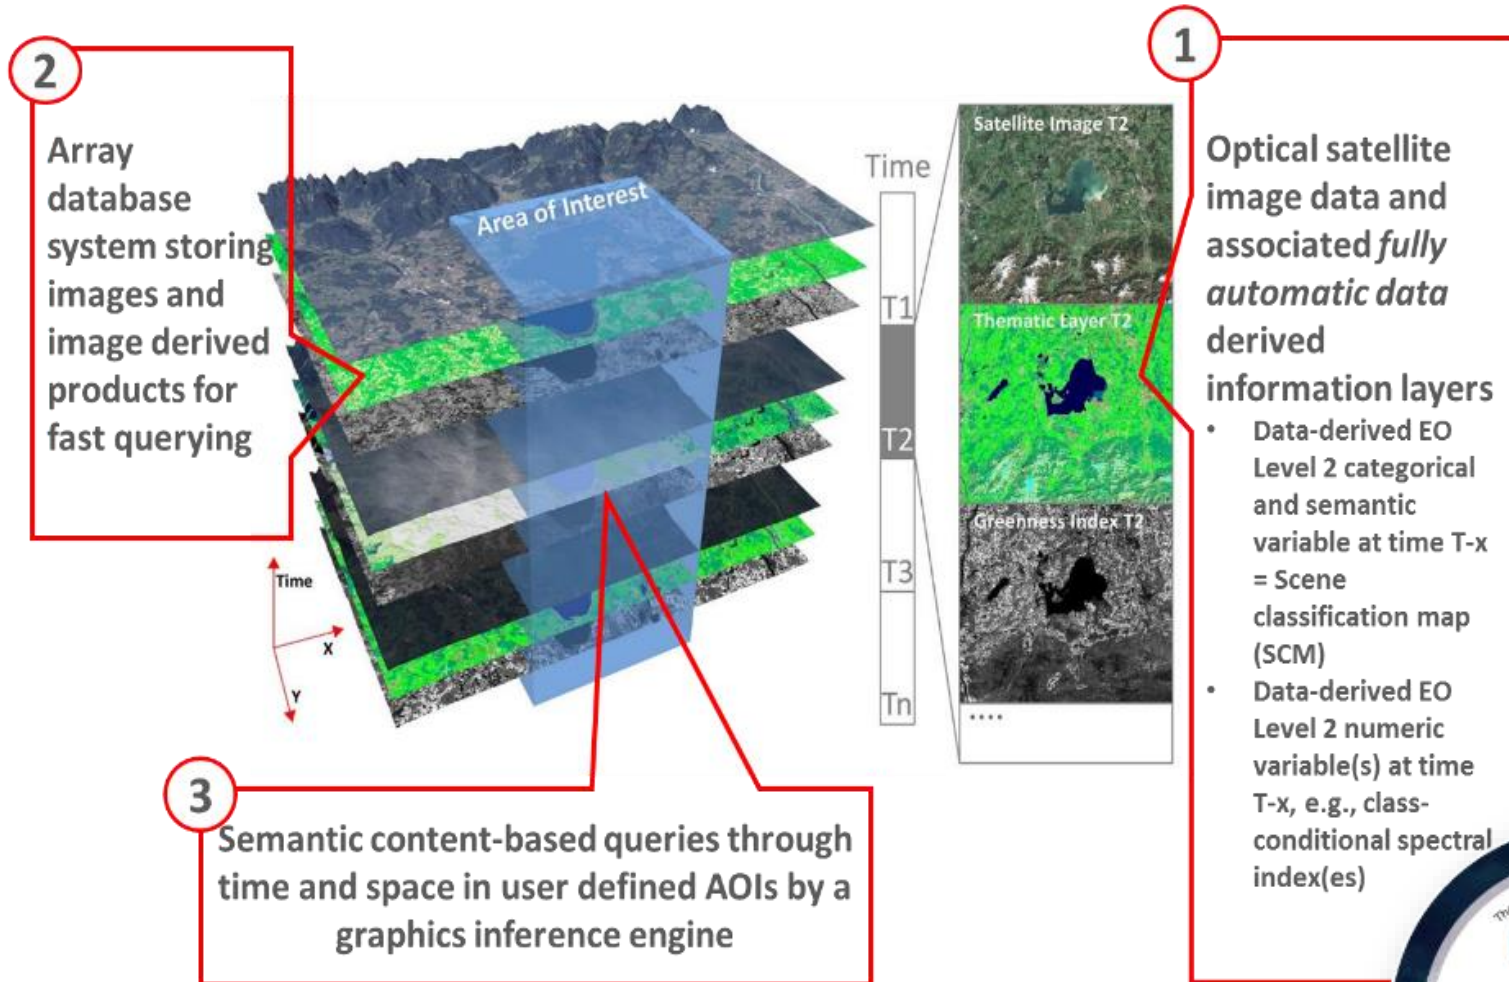 2
Array
database
system storing
images and
image derived
products for
fast querying
Area of Interest
Time
X
Y
Time
T1
T2
T3
Tn
Satellite Image T2
Thematic Layer T2
Greenness Index T2
....
1
Optical satellite
image data and
associated fully
automatic data
derived
information layers
• Data-derived EO
Level 2 categorical
and semantic
variable at time T-x
= Scene
classification map
(SCM)
• Data-derived EO
Level 2 numeric
variable(s) at time
T-x, e.g., class-
conditional spectral
index(es)
3
Semantic content-based queries through
time and space in user defined AOIs by a
graphics inference engine